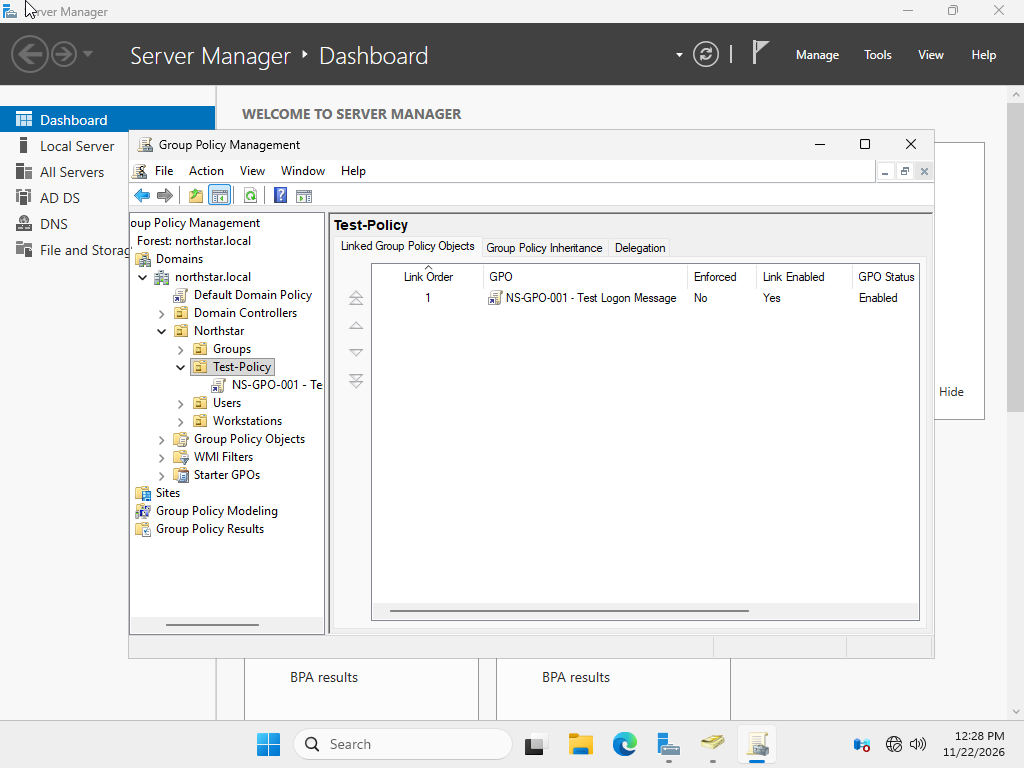 Server Manager
Server Manager ‣ Dashboard
Manage Tools View Help
Dashboard
Local Server
All Servers
AD DS
DNS
File and Storag
WELCOME TO SERVER MANAGER
Group Policy Management
File Action View Window Help
oup Policy Management
Forest: northstar.local
Domains
northstar.local
Default Domain Policy
Domain Controllers
Northstar
Groups
Test-Policy
NS-GPO-001 - Te
Users
Workstations
Group Policy Objects
WMI Filters
Starter GPOs
Sites
Group Policy Modeling
Group Policy Results
Test-Policy
Linked Group Policy Objects Group Policy Inheritance Delegation
Link Order GPO Enforced Link Enabled GPO Status
1 NS-GPO-001 - Test Logon Message No Yes Enabled
Hide
BPA results BPA results
Search
12:28 PM
11/22/2026